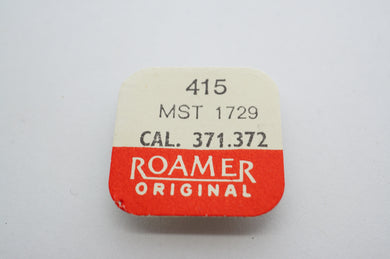 415
MST 1729
CAL. 371.372
ROAMER
ORIGINAL